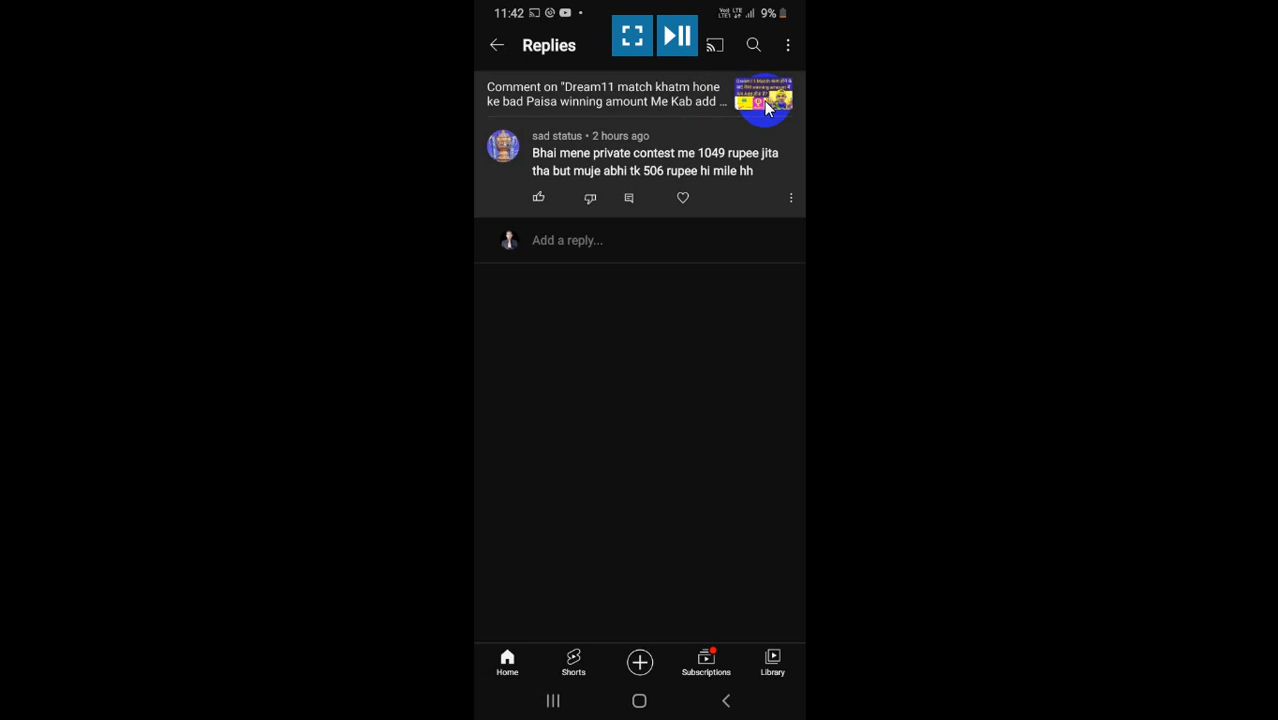 11:42
9%
Replies
Comment on "Dream11 match khatm hone
ke bad Paisa winning amount Me Kab add ...
sad status • 2 hours ago
Bhai mene private contest me 1049 rupee jita
tha but muje abhi tk 506 rupee hi mile hh
Add a reply...
Home
Shorts
Subscriptions
Library